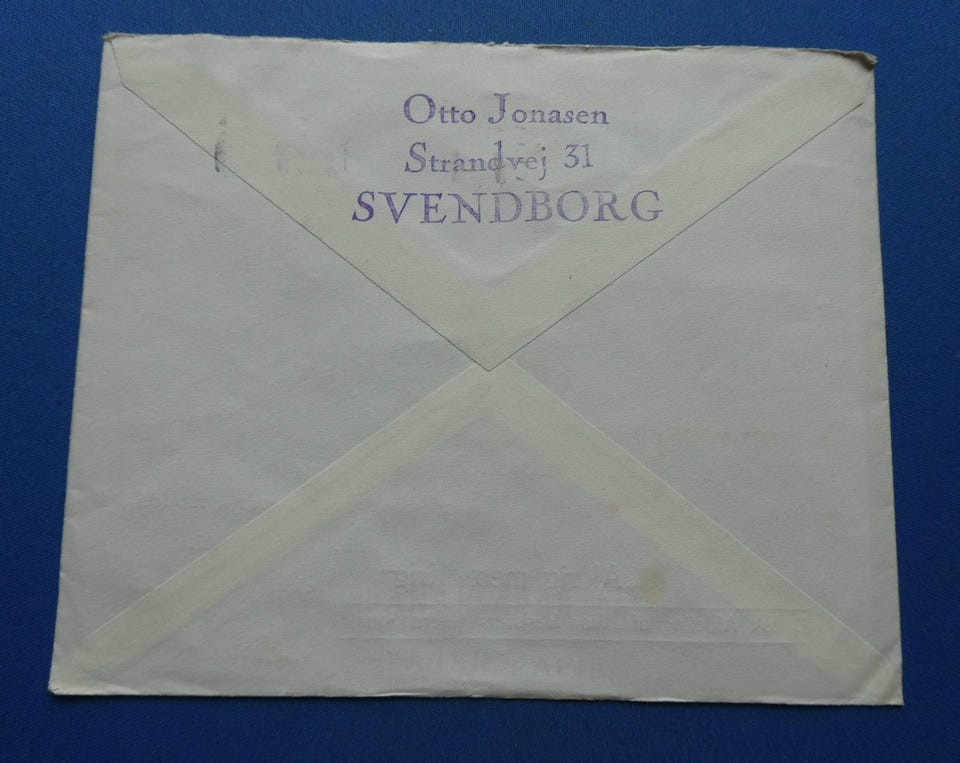 Otto Jonasen
Strandvej 31
SVENDBORG